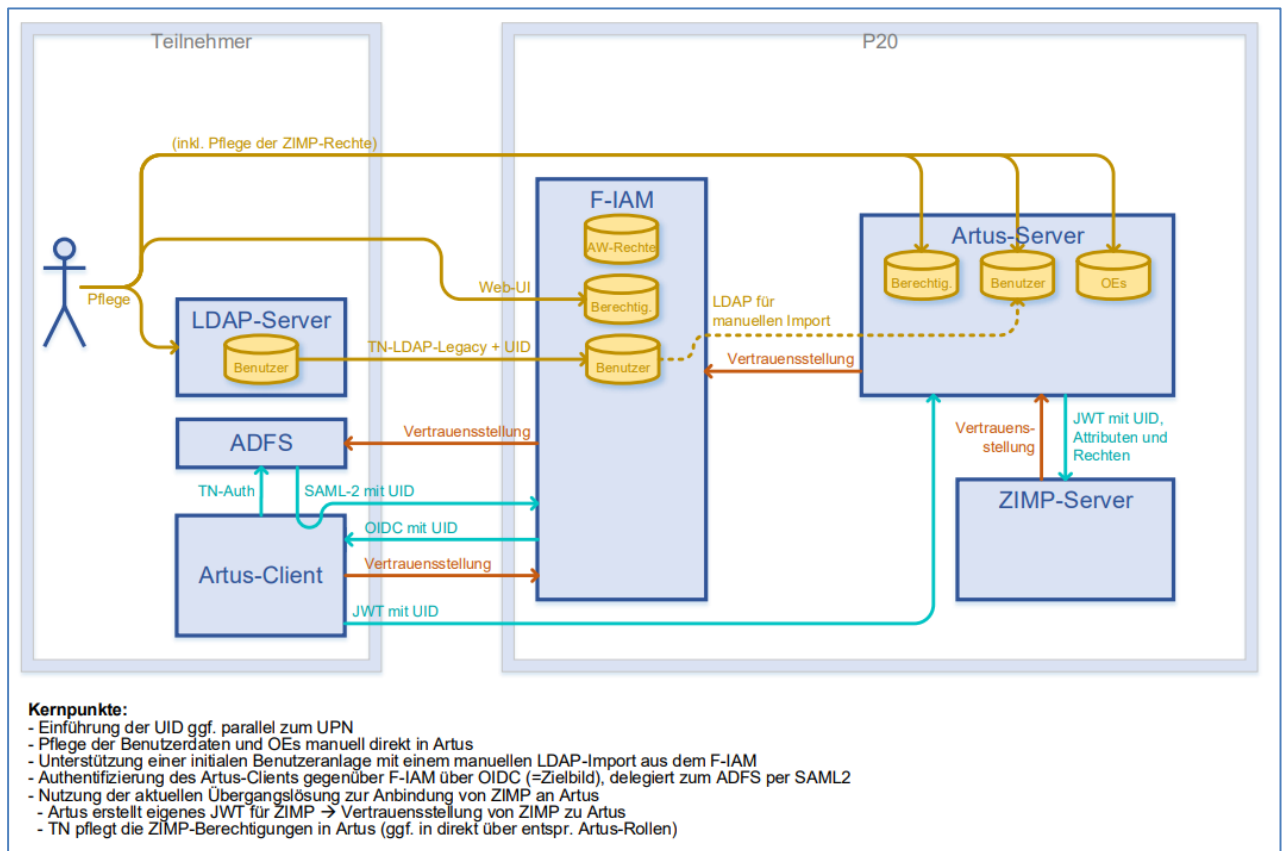 Teilnehmer
P20
(inkl. Pflege der ZIMP-Rechte)
F-IAM
AW-Rechte
Artus-Server
Berechtig.
Benutzer
OEs
Pflege
Web-UI
Berechtig.
LDAP für
manuellen Import
LDAP-Server
Benutzer
TN-LDAP-Legacy + UID
Benutzer
Vertrauensstellung
ADFS
Vertrauensstellung
Vertrauens-
stellung
JWT mit UID,
Attributen und
Rechten
TN-Auth
SAML-2 mit UID
ZIMP-Server
OIDC mit UID
Artus-Client
Vertrauensstellung
JWT mit UID
Kernpunkte:
- Einführung der UID ggf. parallel zum UPN
- Pflege der Benutzerdaten und OEs manuell direkt in Artus
- Unterstützung einer initialen Benutzeranlage mit einem manuellen LDAP-Import aus dem F-IAM
- Authentifizierung des Artus-Clients gegenüber F-IAM über OIDC (=Zielbild), delegiert zum ADFS per SAML2
- Nutzung der aktuellen Übergangslösung zur Anbindung von ZIMP an Artus
- Artus erstellt eigenes JWT für ZIMP → Vertrauensstellung von ZIMP zu Artus
- TN pflegt die ZIMP-Berechtigungen in Artus (ggf. in direkt über entspr. Artus-Rollen)